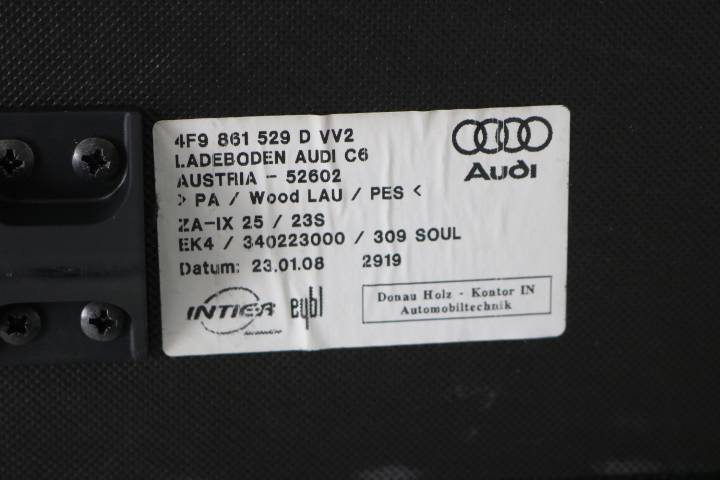 4F9 861 529 D VV2
LADEBODEN AUDI C6
AUSTRIA - 52602
> PA / Wood LAU / PES <
ZA-IX 25 / 23S
EK4 / 340223000 / 309 SOUL
Datum: 23.01.08 2919
Audi
INTIER eybl
Donau Holz - Kontor IN
Automobiltechnik